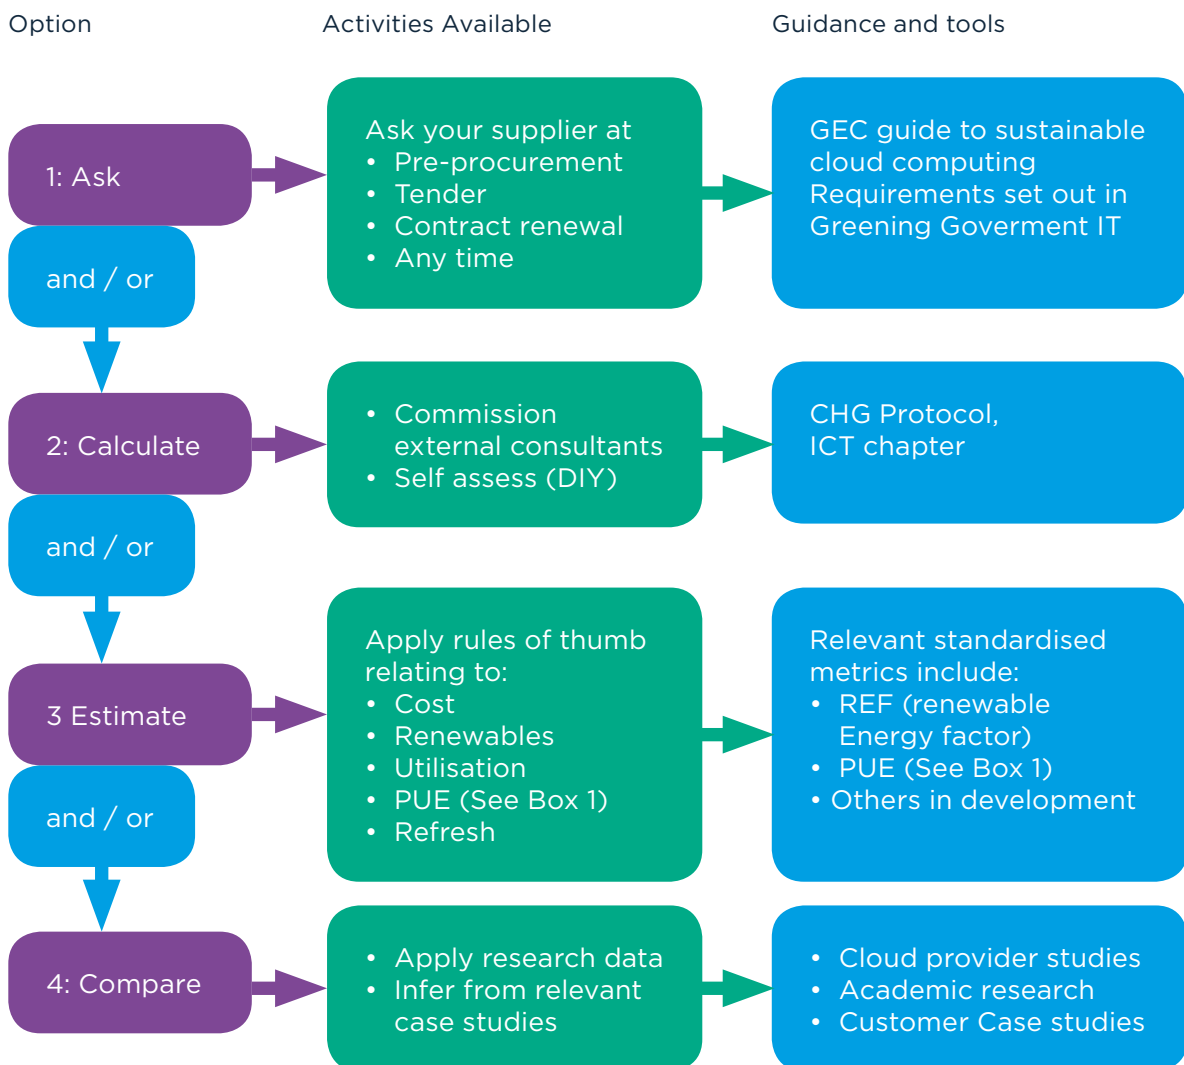 Option
Activities Available
Guidance and tools
1: Ask
Ask your supplier at
• Pre-procurement
• Tender
• Contract renewal
• Any time
GEC guide to sustainable
cloud computing
Requirements set out in
Greening Goverment IT
and / or
2: Calculate
• Commission
external consultants
• Self assess (DIY)
CHG Protocol,
ICT chapter
and / or
3 Estimate
Apply rules of thumb
relating to:
• Cost
• Renewables
• Utilisation
• PUE (See Box 1)
• Refresh
Relevant standardised
metrics include:
• REF (renewable
Energy factor)
• PUE (See Box 1)
• Others in development
and / or
4: Compare
• Apply research data
• Infer from relevant
case studies
• Cloud provider studies
• Academic research
• Customer Case studies